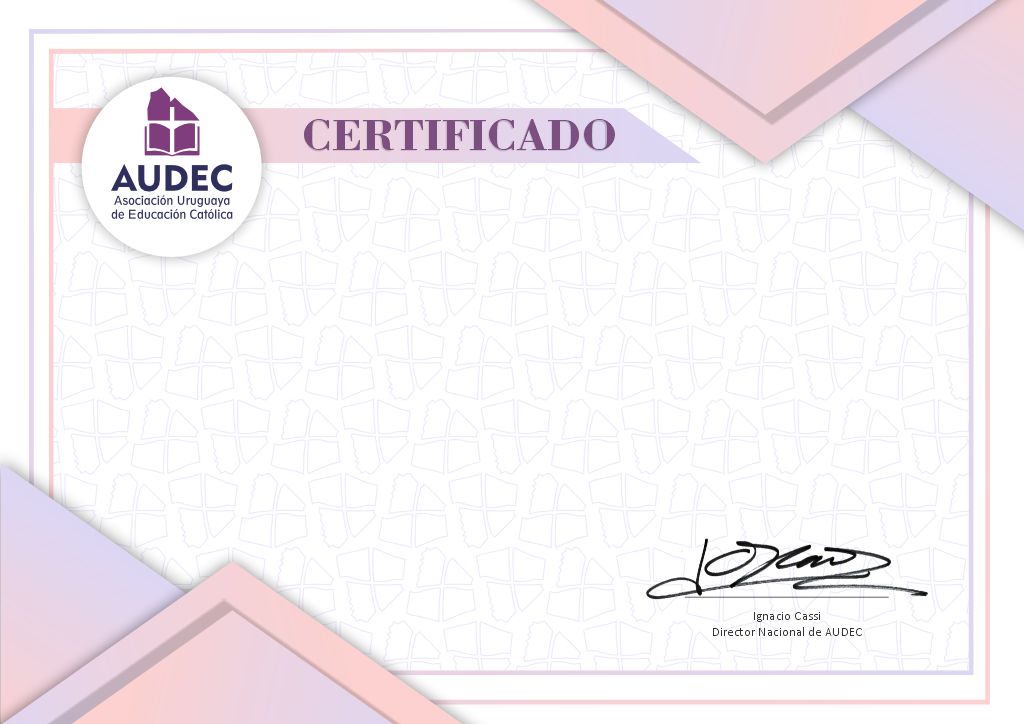 CERTIFICADO
AUDEC
Asociación Uruguaya
de Educación Católica
Ignacio Cassi
Director Nacional de AUDEC